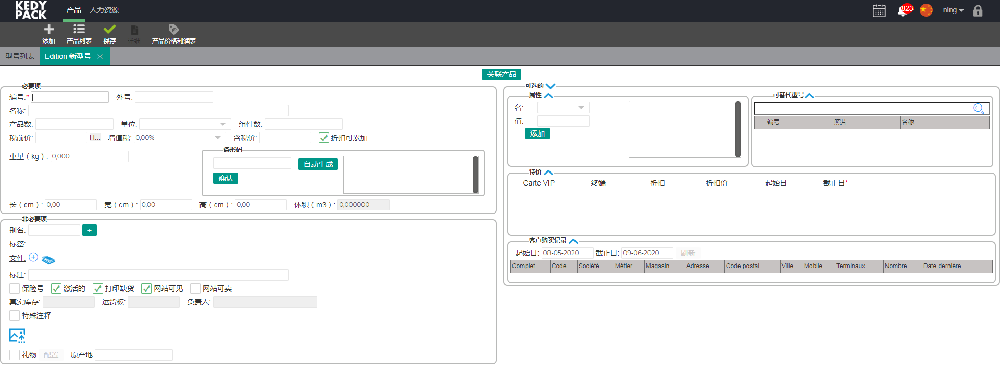 KEDY PACK 产品 人力资源 823 ning
添加 产品列表 保存 详细 产品价格利润表
型号列表 Edition 新型号 ×
关联产品
必要项
编号:* 外号:
名称:
产品数: 单位: 组件数:
税前价: H... 增值税: 0,00% 含税价: 折扣可累加
重量（kg）: 0,000
条形码
自动生成
确认
长（cm）: 0,00 宽（cm）: 0,00 高（cm）: 0,00 体积（m3）: 0,000000
非必要项
别名: +
标签:
文件:
标注:
保险号 激活的 打印缺货 网站可见 网站可卖
真实库存: 运货板: 负责人:
特殊注释
礼物 配置 原产地
可选的
属性
名:
值:
添加
可替代型号
编号 照片 名称
特价
Carte VIP 终端 折扣 折扣价 起始日 截止日*
客户购买记录
起始日: 08-05-2020 截止日: 09-06-2020 刷新
Complet Code Société Métier Magasin Adresse Code postal Ville Mobile Terminaux Nombre Date dernière